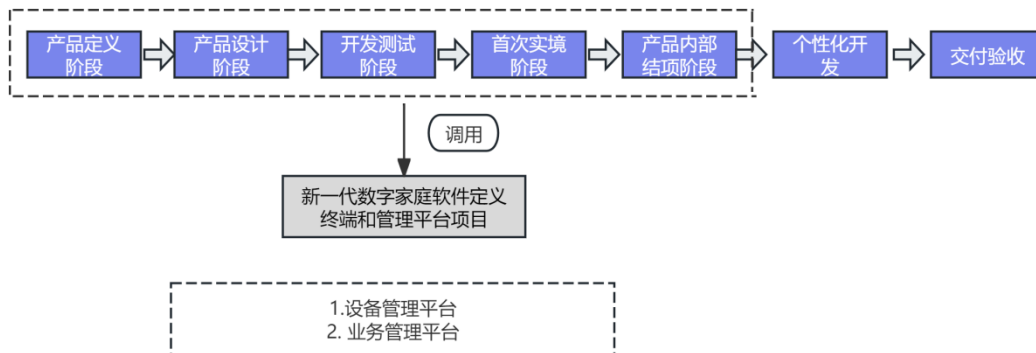 产品定义
阶段
产品设计
阶段
开发测试
阶段
首次实境
阶段
产品内部
结项阶段
个性化开
发
交付验收
调用
新一代数字家庭软件定义
终端和管理平台项目
1.设备管理平台
2. 业务管理平台